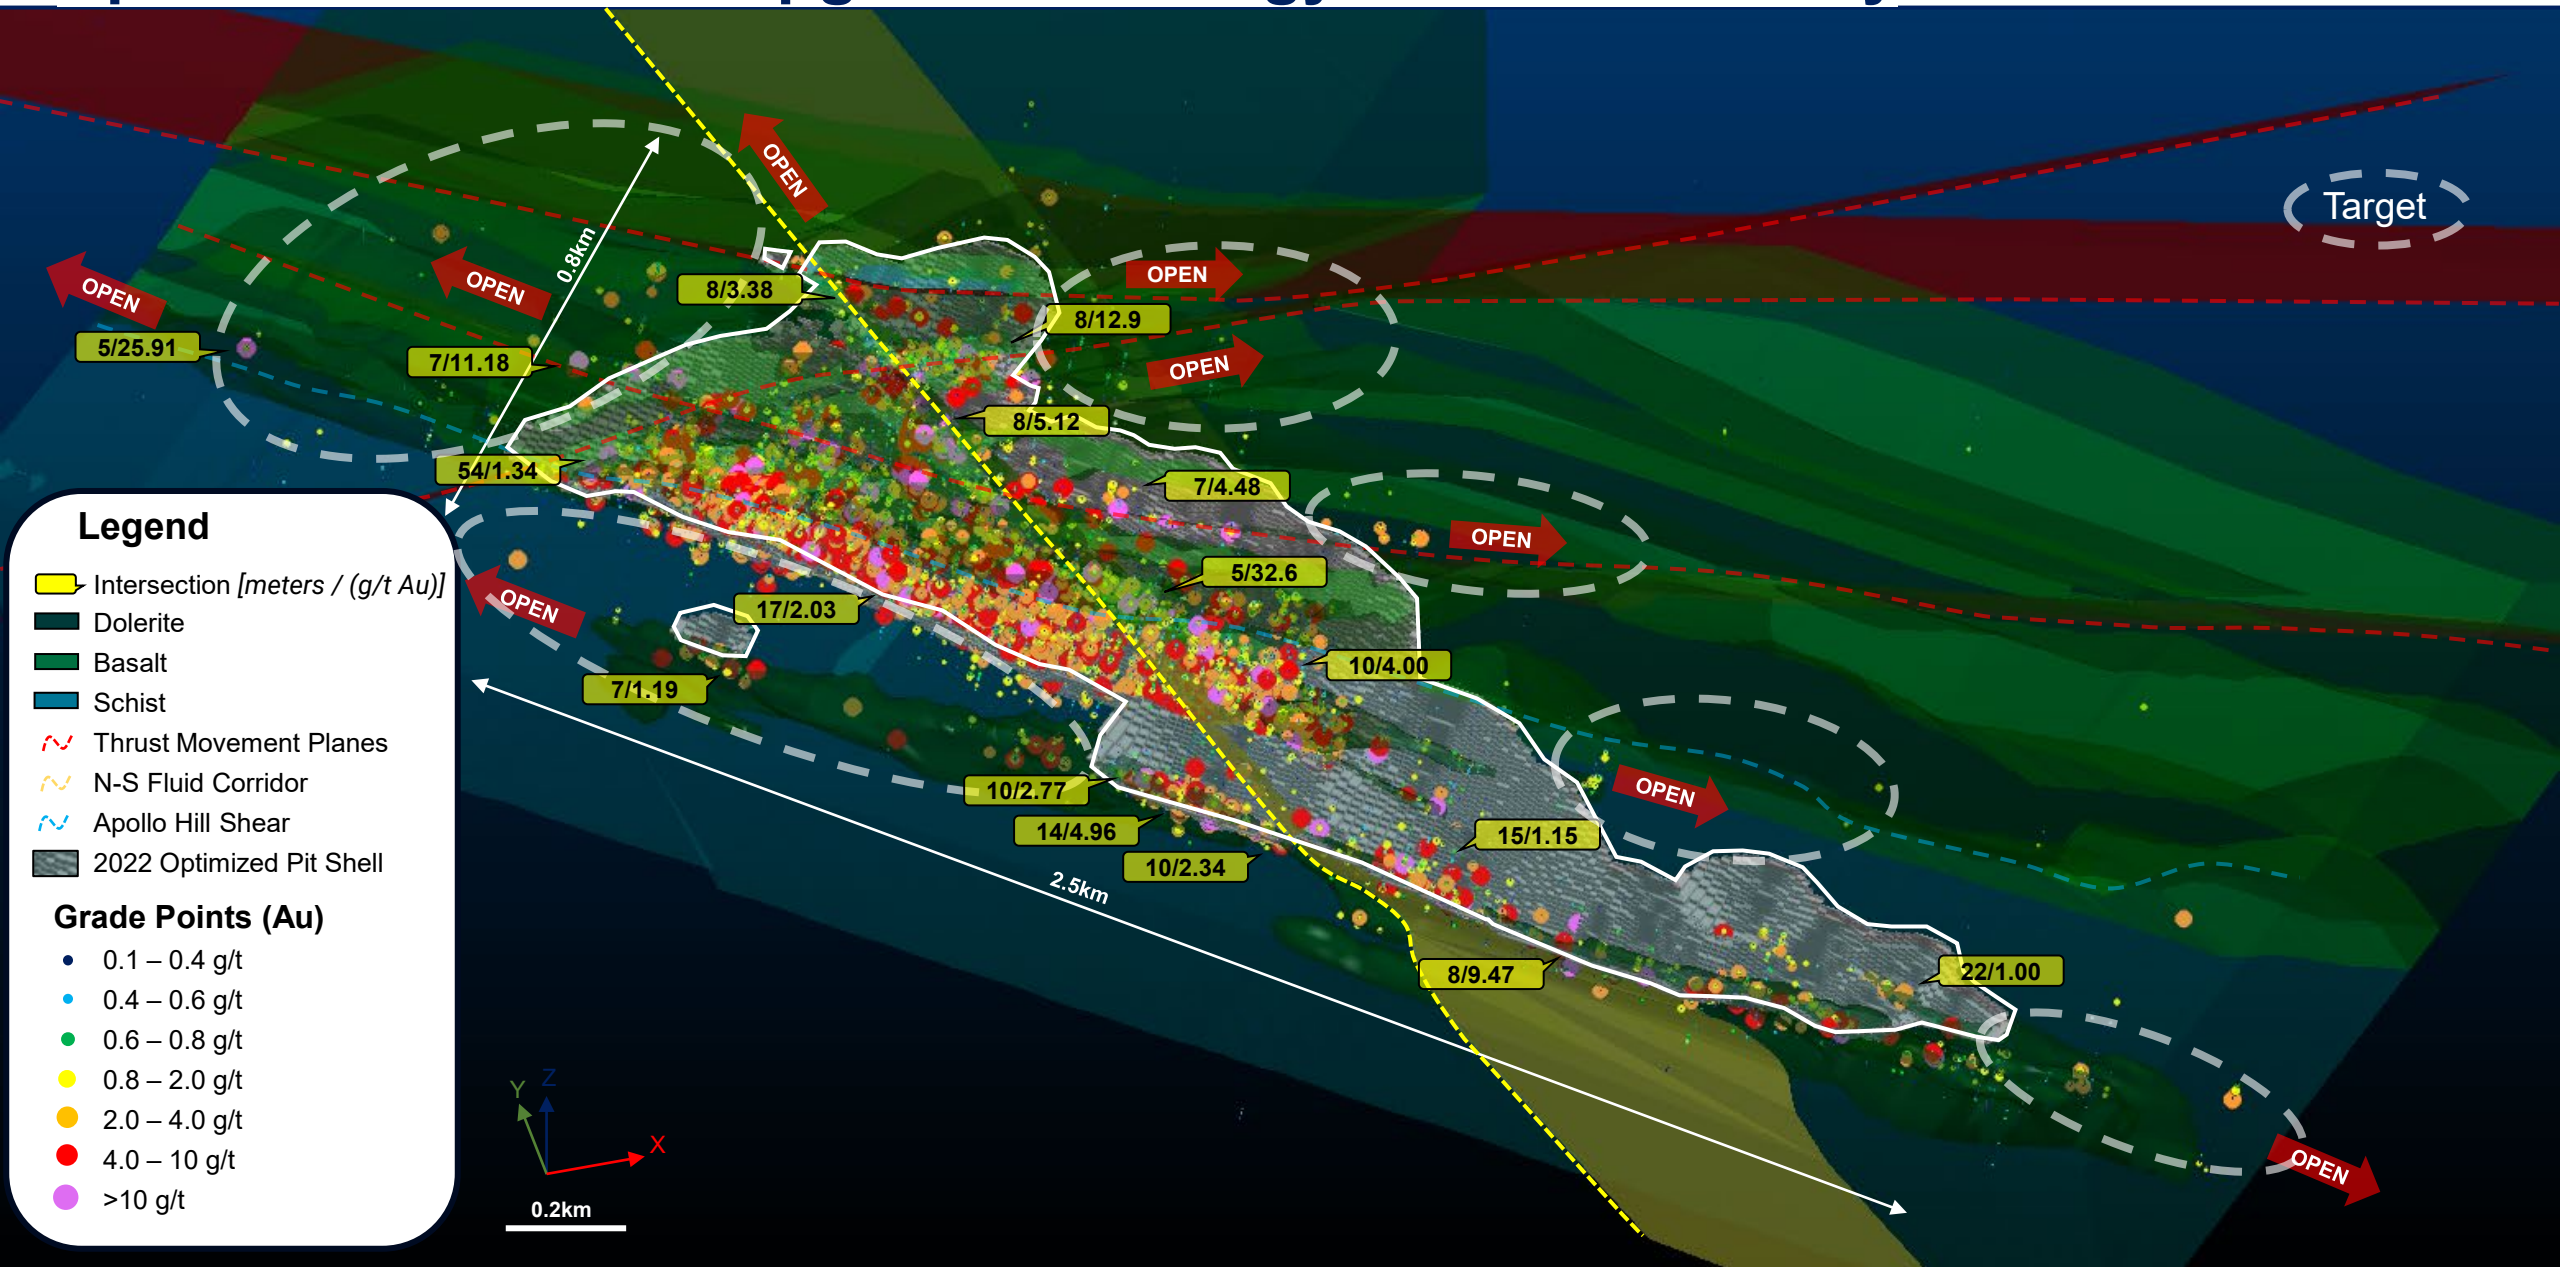 OPEN
Target
0.8km
OPEN
OPEN
OPEN
8/3.38
8/12.9
5/25.91
7/11.18
OPEN
8/5.12
54/1.34
7/4.48
OPEN
5/32.6
OPEN
17/2.03
10/4.00
7/1.19
10/2.77
OPEN
14/4.96
15/1.15
10/2.34
2.5km
8/9.47
22/1.00
OPEN
Legend
Intersection [meters / (g/t Au)]
Dolerite
Basalt
Schist
Thrust Movement Planes
N-S Fluid Corridor
Apollo Hill Shear
2022 Optimized Pit Shell
Grade Points (Au)
0.1 – 0.4 g/t
0.4 – 0.6 g/t
0.6 – 0.8 g/t
0.8 – 2.0 g/t
2.0 – 4.0 g/t
4.0 – 10 g/t
>10 g/t
Y
Z
X
0.2km